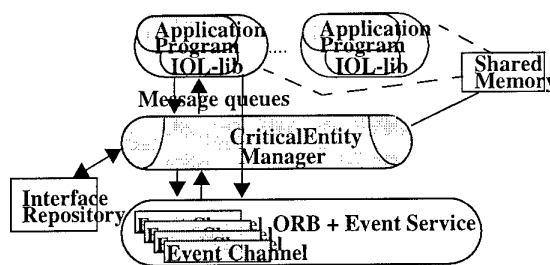 Application
Program
IOL-lib
.....
Application
Program
IOL-lib
Shared
Memory
Message queues
CriticalEntity
Manager
Interface
Repository
ORB + Event Service
Event Channel